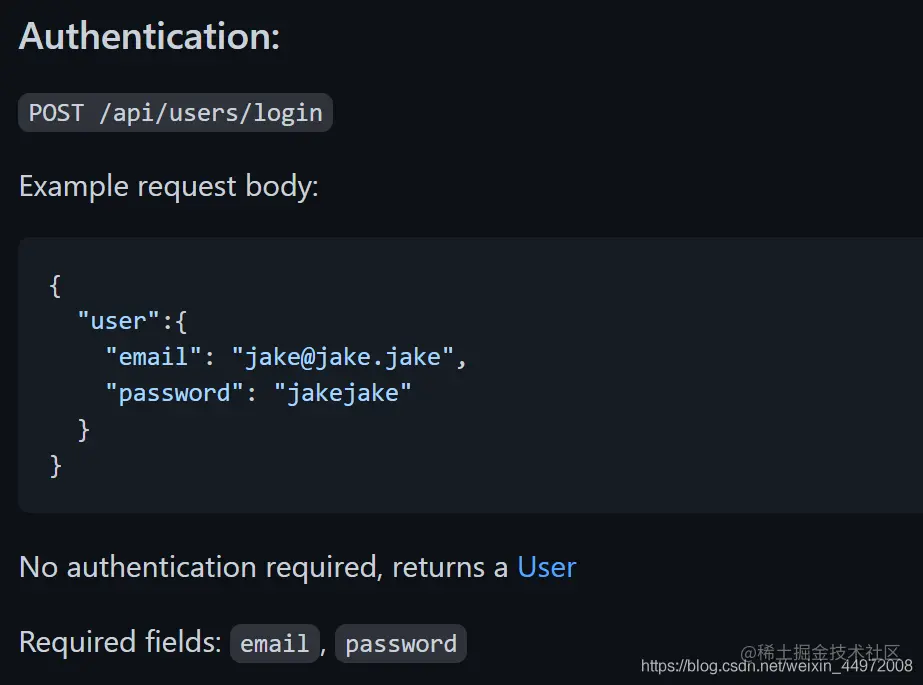 Authentication:
POST /api/users/login
Example request body:
{
  "user":{
    "email": "jake@jake.jake",
    "password": "jakejake"
  }
}
No authentication required, returns a User
Required fields: email, password
@稀土掘金技术社区
https://blog.csdn.net/weixin_44972008